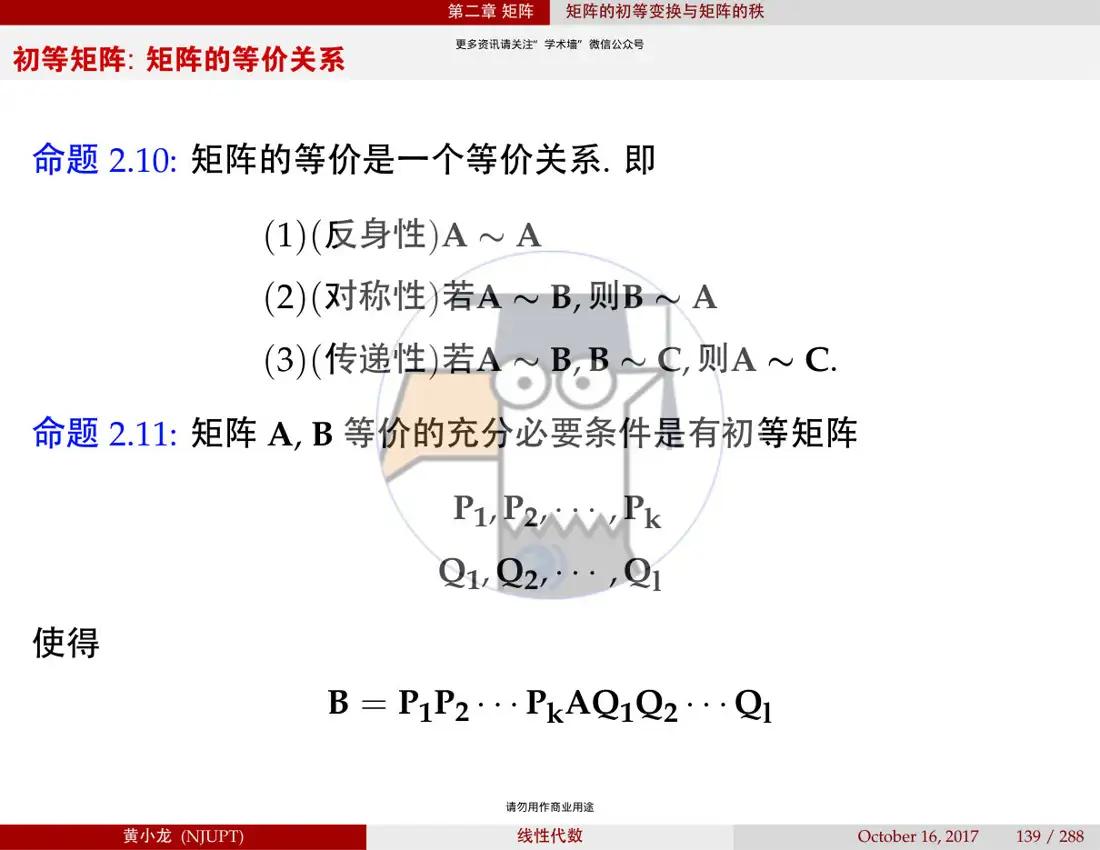 第二章 矩阵 矩阵的初等变换与矩阵的秩
更多资讯请关注“学术墙”微信公众号
初等矩阵: 矩阵的等价关系
命题 2.10: 矩阵的等价是一个等价关系. 即
(1)(反身性)A ∼ A
(2)(对称性)若A ∼ B, 则B ∼ A
(3)(传递性)若A ∼ B, B ∼ C, 则A ∼ C.
命题 2.11: 矩阵 A, B 等价的充分必要条件是有初等矩阵
P₁, P₂, · · · , Pₖ
Q₁, Q₂, · · · , Qₗ
使得
B = P₁P₂ · · · PₖAQ₁Q₂ · · · Qₗ
请勿用作商业用途
黄小龙 (NJUPT) 线性代数 October 16, 2017 139 / 288